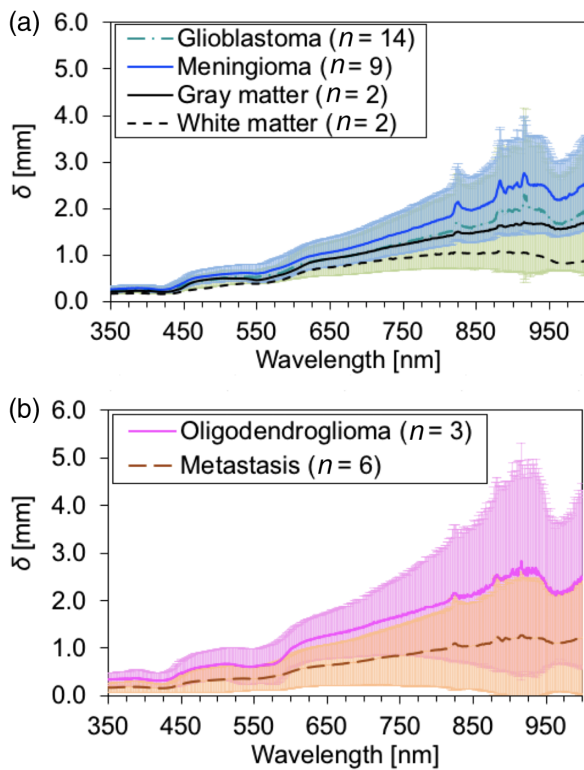 (a)
6.0
5.0
4.0
3.0
2.0
1.0
0.0
δ [mm]
Glioblastoma (n = 14)
Meningioma (n = 9)
Gray matter (n = 2)
White matter (n = 2)
350 450 550 650 750 850 950
Wavelength [nm]
(b)
6.0
5.0
4.0
3.0
2.0
1.0
0.0
δ [mm]
Oligodendroglioma (n = 3)
Metastasis (n = 6)
350 450 550 650 750 850 950
Wavelength [nm]